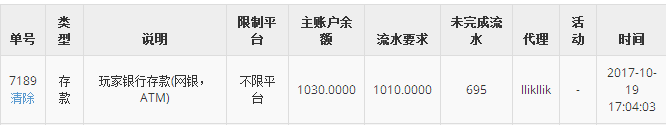 单号 类型 说明 限制平台 主账户余额 流水要求 未完成流水 代理 活动 时间
7189 清除 存款 玩家银行存款(网银，ATM) 不限平台 1030.0000 1010.0000 695 llikllik - 2017-10-19 17:04:03